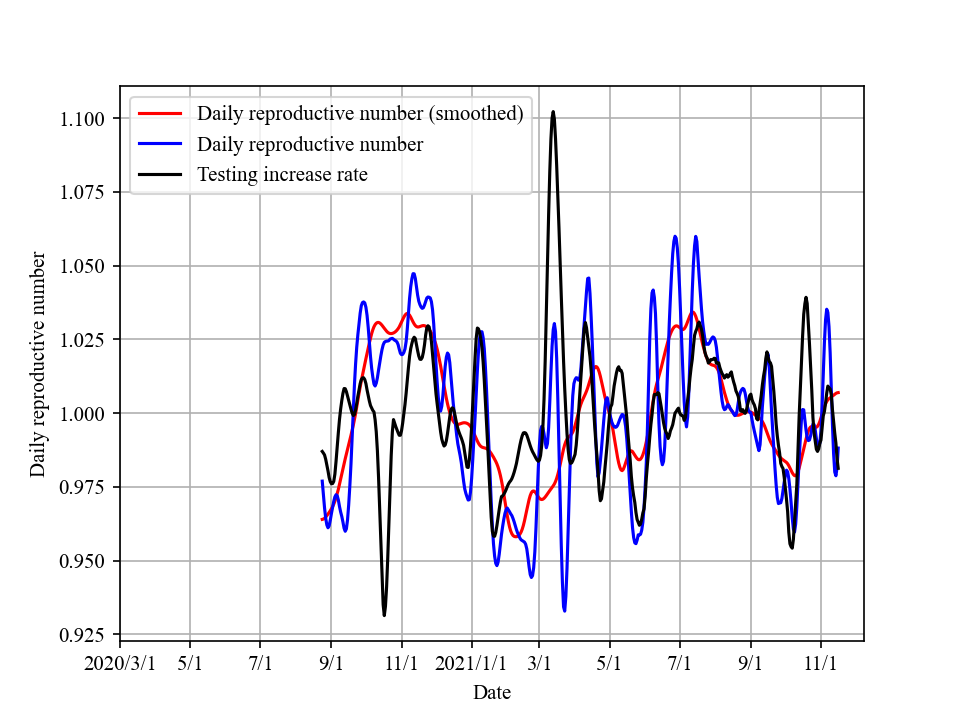 Daily reproductive number (smoothed)
Daily reproductive number
Testing increase rate
1.100
1.075
1.050
1.025
1.000
0.975
0.950
0.925
Daily reproductive number
2020/3/1 5/1 7/1 9/1 11/1 2021/1/1 3/1 5/1 7/1 9/1 11/1
Date